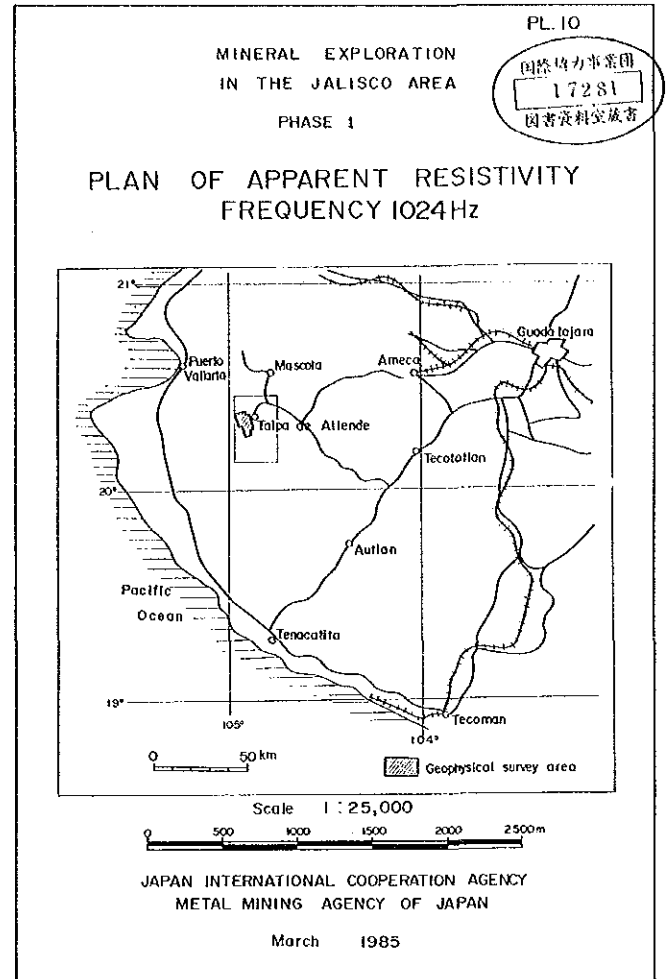 PL.10
MINERAL EXPLORATION
IN THE JALISCO AREA
PHASE 1
国際協力事業団
17281
図書資料室蔵書
PLAN OF APPARENT RESISTIVITY
FREQUENCY 1024Hz
21°
Guadalajara
Puerto
Vallarta
Mascota
Ameca
Talpa de Allende
Tecototlan
20°
Autlan
Pacific
Ocean
Tenacatita
19°
105°
104°
Tecoman
0 50 km
Geophysical survey area
Scale 1:25,000
0 500 1000 1500 2000 2500m
JAPAN INTERNATIONAL COOPERATION AGENCY
METAL MINING AGENCY OF JAPAN
March 1985